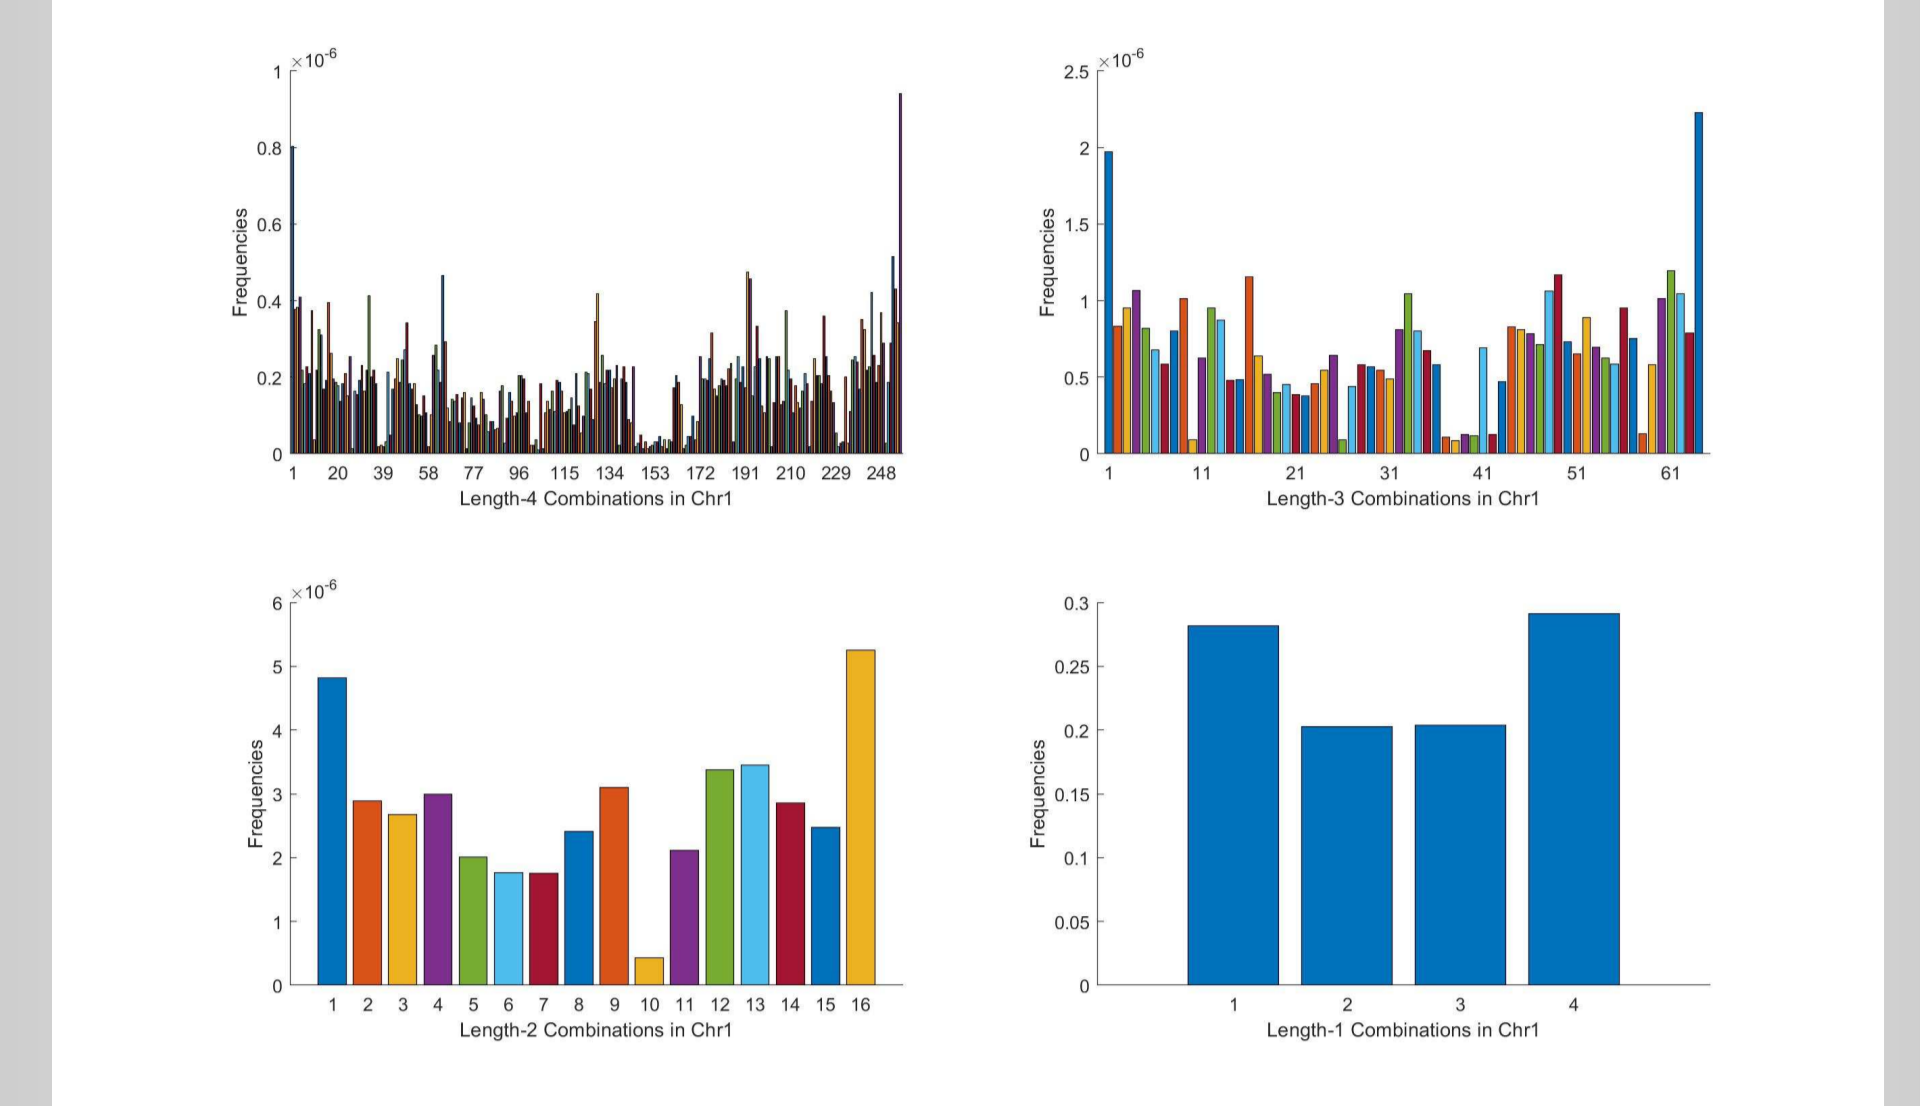 ×10-6
1
0.8
0.6
0.4
0.2
0
Frequencies
1 20 39 58 77 96 115 134 153 172 191 210 229 248
Length-4 Combinations in Chr1
×10-6
2.5
2
1.5
1
0.5
0
Frequencies
1 11 21 31 41 51 61
Length-3 Combinations in Chr1
×10-6
6
5
4
3
2
1
0
Frequencies
1 2 3 4 5 6 7 8 9 10 11 12 13 14 15 16
Length-2 Combinations in Chr1
0.3
0.25
0.2
0.15
0.1
0.05
0
Frequencies
1 2 3 4
Length-1 Combinations in Chr1